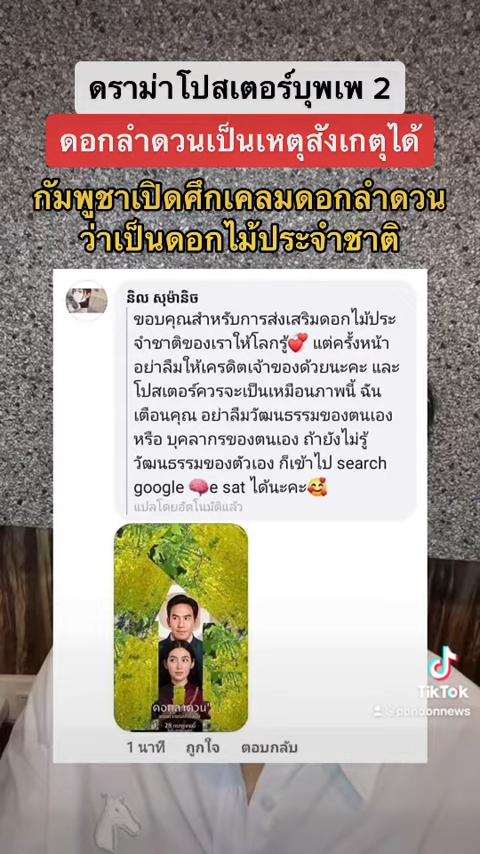 ดราม่าโปสเตอร์บุพเพ 2
ดอกลำดวนเป็นเหตุสังเกตุได้
กัมพูชาเปิดศึกเคลมดอกลำดวน
ว่าเป็นดอกไม้ประจำชาติ
ขอบคุณสำหรับการส่งเสริมดอกไม้ประ
จำชาติของเราให้โลกรู้💕 แต่ครั้งหน้า
อย่าลืมให้เครดิตเจ้าของด้วยนะคะ และ
โปสเตอร์ควรจะเป็นเหมือนภาพนี้ ฉัน
เตือนคุณ อย่าลืมวัฒนธรรมของตนเอง
หรือ บุคลากรของตนเอง ถ้ายังไม่รู้
วัฒนธรรมของตัวเอง ก็เข้าไป search
google 🧠e sat ได้นะคะ🥰
แปลโดยอัตโนมัติแล้ว
ดอกลาดวน"
1 นาที ถูกใจ ตอบกลับ
TikTok
@pondonnews